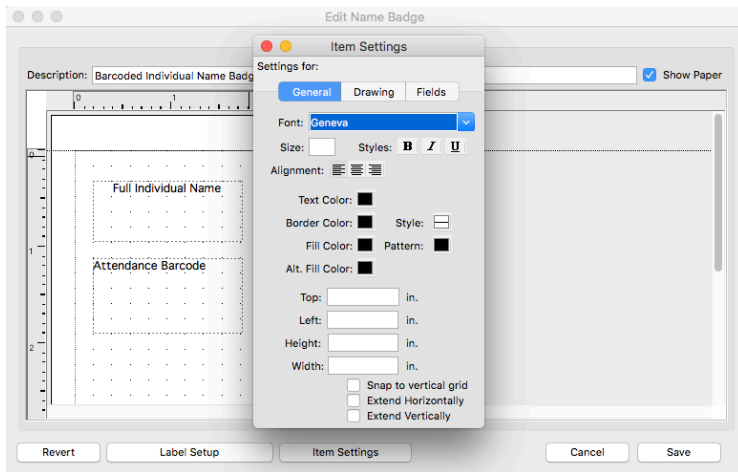 Edit Name Badge
Item Settings
Settings for:
Description: Barcoded Individual Name Badg
Show Paper
General Drawing Fields
0 1
Font: Geneva
Size: Styles: B I U
Alignment:
Text Color:
Border Color: Style:
Fill Color: Pattern:
Alt. Fill Color:
Top: in.
Left: in.
Height: in.
Width: in.
Snap to vertical grid
Extend Horizontally
Extend Vertically
0
Full Individual Name
1
Attendance Barcode
2
Revert Label Setup Item Settings Cancel Save